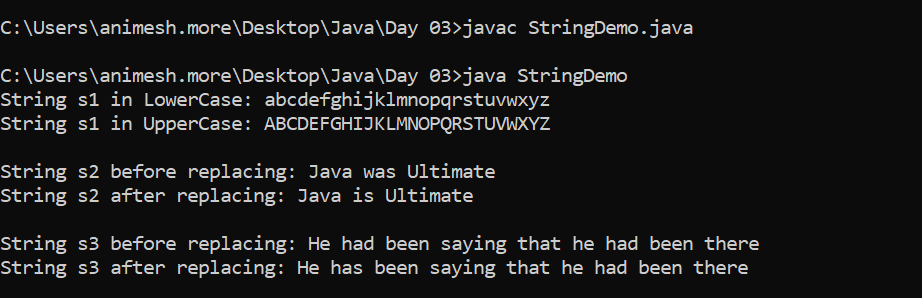 C:\Users\animesh.more\Desktop\Java\Day 03>javac StringDemo.java
C:\Users\animesh.more\Desktop\Java\Day 03>java StringDemo
String s1 in LowerCase: abcdefghijklmnopqrstuvwxyz
String s1 in UpperCase: ABCDEFGHIJKLMNOPQRSTUVWXYZ
String s2 before replacing: Java was Ultimate
String s2 after replacing: Java is Ultimate
String s3 before replacing: He had been saying that he had been there
String s3 after replacing: He has been saying that he had been there